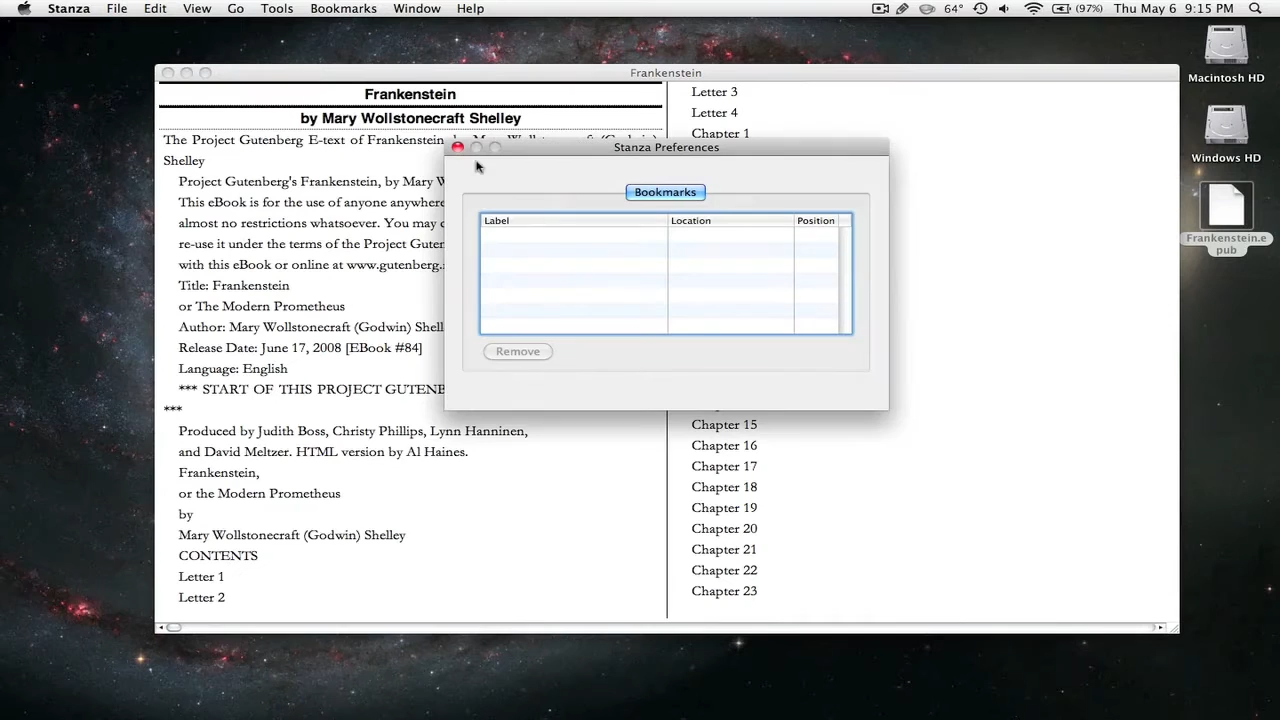 Stanza File Edit View Go Tools Bookmarks Window Help 64° (97%) Thu May 6 9:15 PM
Macintosh HD
Windows HD
Frankenstein.e
pub
Frankenstein
Frankenstein
by Mary Wollstonecraft Shelley
The Project Gutenberg E-text of Frankenstein, by Mary Wollstonecraft (Godwin)
Shelley
Project Gutenberg's Frankenstein, by Mary W
This eBook is for the use of anyone anywhere
almost no restrictions whatsoever. You may c
re-use it under the terms of the Project Gute
with this eBook or online at www.gutenberg.
Title: Frankenstein
or The Modern Prometheus
Author: Mary Wollstonecraft (Godwin) Shell
Release Date: June 17, 2008 [EBook #84]
Language: English
*** START OF THIS PROJECT GUTENB
***
Produced by Judith Boss, Christy Phillips, Lynn Hanninen,
and David Meltzer. HTML version by Al Haines.
Frankenstein,
or the Modern Prometheus
by
Mary Wollstonecraft (Godwin) Shelley
CONTENTS
Letter 1
Letter 2
Letter 3
Letter 4
Chapter 1
Stanza Preferences
Bookmarks
Label Location Position
Remove
Chapter 15
Chapter 16
Chapter 17
Chapter 18
Chapter 19
Chapter 20
Chapter 21
Chapter 22
Chapter 23